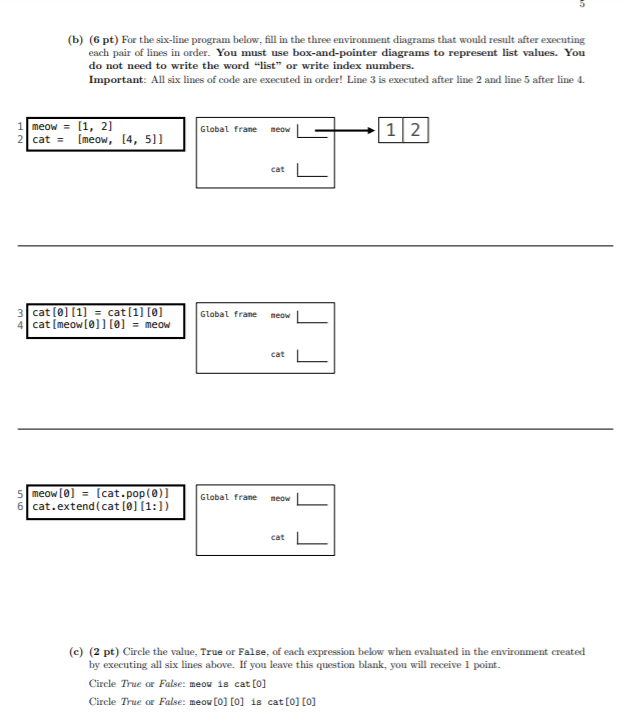 5
(b) (6 pt) For the six-line program below, fill in the three environment diagrams that would result after executing
each pair of lines in order. You must use box-and-pointer diagrams to represent list values. You
do not need to write the word “list” or write index numbers.
Important: All six lines of code are executed in order! Line 3 is executed after line 2 and line 5 after line 4.
1 meow = [1, 2]
2 cat = [meow, [4, 5]]
Global frame meow
1 2
cat
3 cat[0][1] = cat[1][0]
4 cat[meow[0]][0] = meow
Global frame meow
cat
5 meow[0] = [cat.pop(0)]
6 cat.extend(cat[0][1:])
Global frame meow
cat
(c) (2 pt) Circle the value, True or False, of each expression below when evaluated in the environment created
by executing all six lines above. If you leave this question blank, you will receive 1 point.
Circle True or False: meow is cat[0]
Circle True or False: meow[0][0] is cat[0][0]